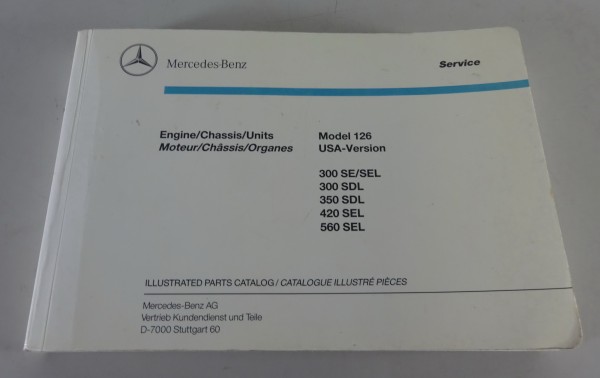 Mercedes-Benz
Service
Engine/Chassis/Units
Moteur/Châssis/Organes
Model 126
USA-Version
300 SE/SEL
300 SDL
350 SDL
420 SEL
560 SEL
ILLUSTRATED PARTS CATALOG / CATALOGUE ILLUSTRÉ PIÈCES
Mercedes-Benz AG
Vertrieb Kundendienst und Teile
D-7000 Stuttgart 60